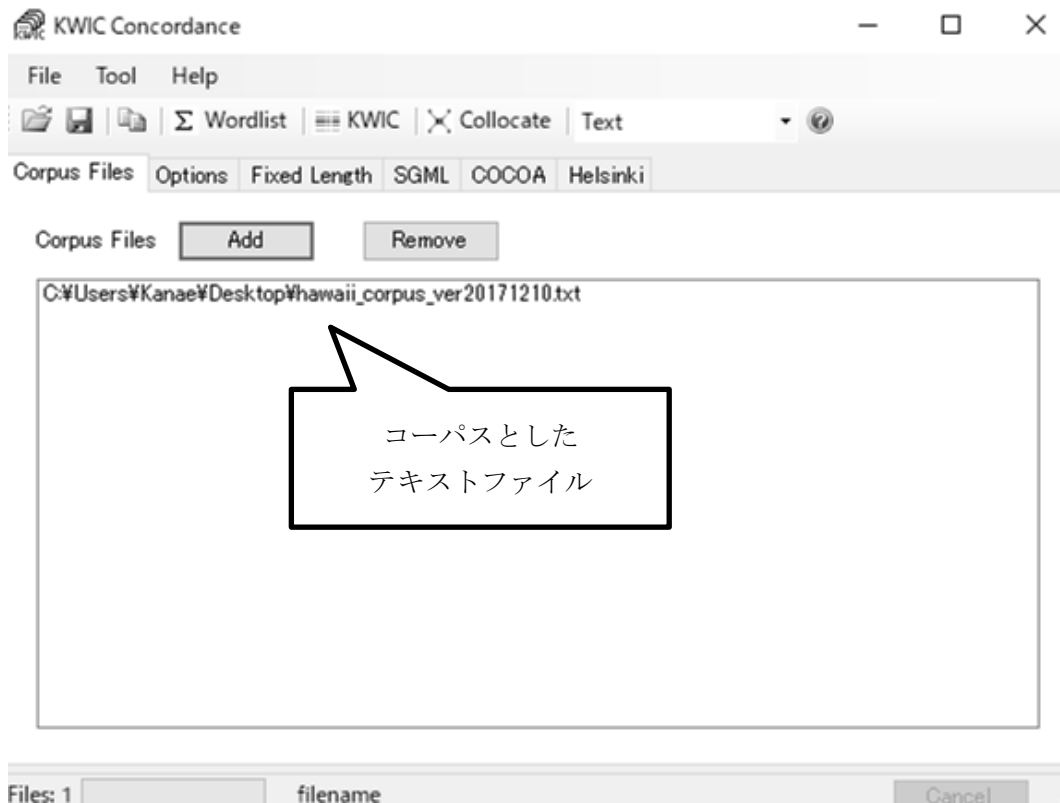 KWIC KWIC Concordance
File Tool Help
Σ Wordlist KWIC Collocate Text
Corpus Files Options Fixed Length SGML COCOA Helsinki
Corpus Files Add Remove
C:¥Users¥Kanae¥Desktop¥hawaii_corpus_ver20171210.txt
コーパスとした
テキストファイル
Files: 1 filename Cancel